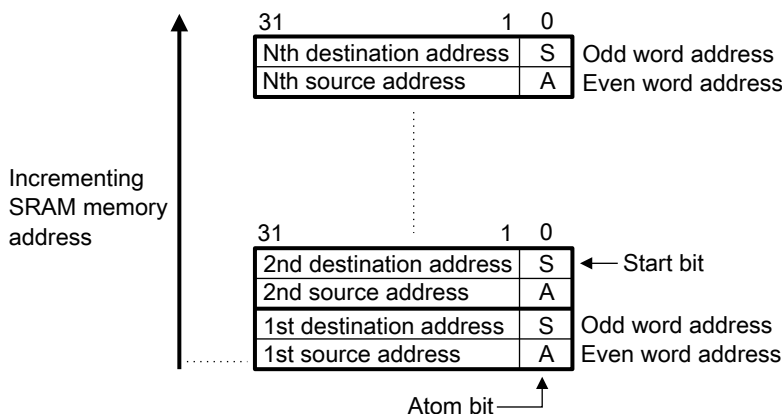 31 1 0
Nth destination address S Odd word address
Nth source address A Even word address
Incrementing
SRAM memory
address
31 1 0
2nd destination address S Start bit
2nd source address A
1st destination address S Odd word address
1st source address A Even word address
Atom bit